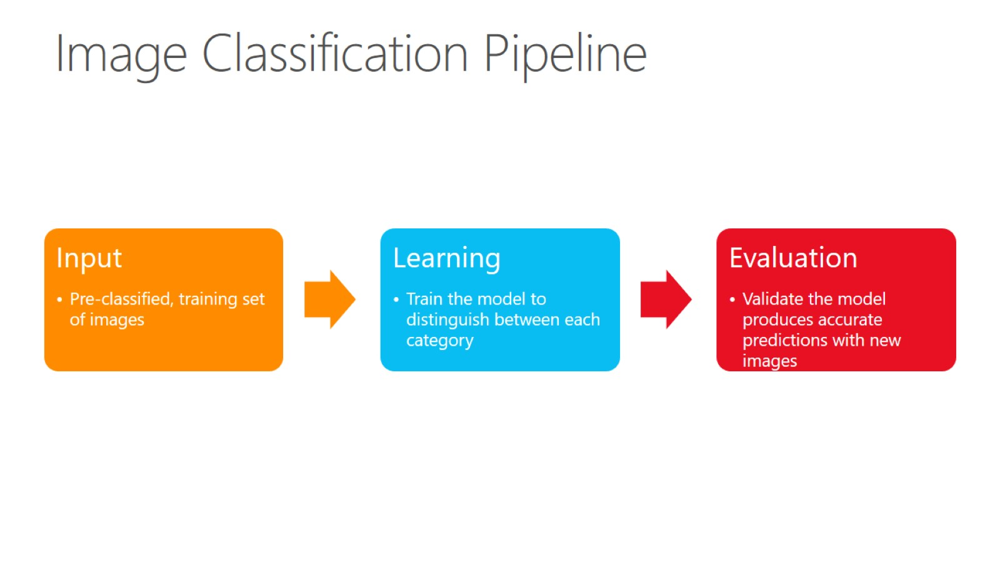 Image Classification Pipeline
Input
• Pre-classified, training set
of images
Learning
• Train the model to
distinguish between each
category
Evaluation
• Validate the model
produces accurate
predictions with new
images